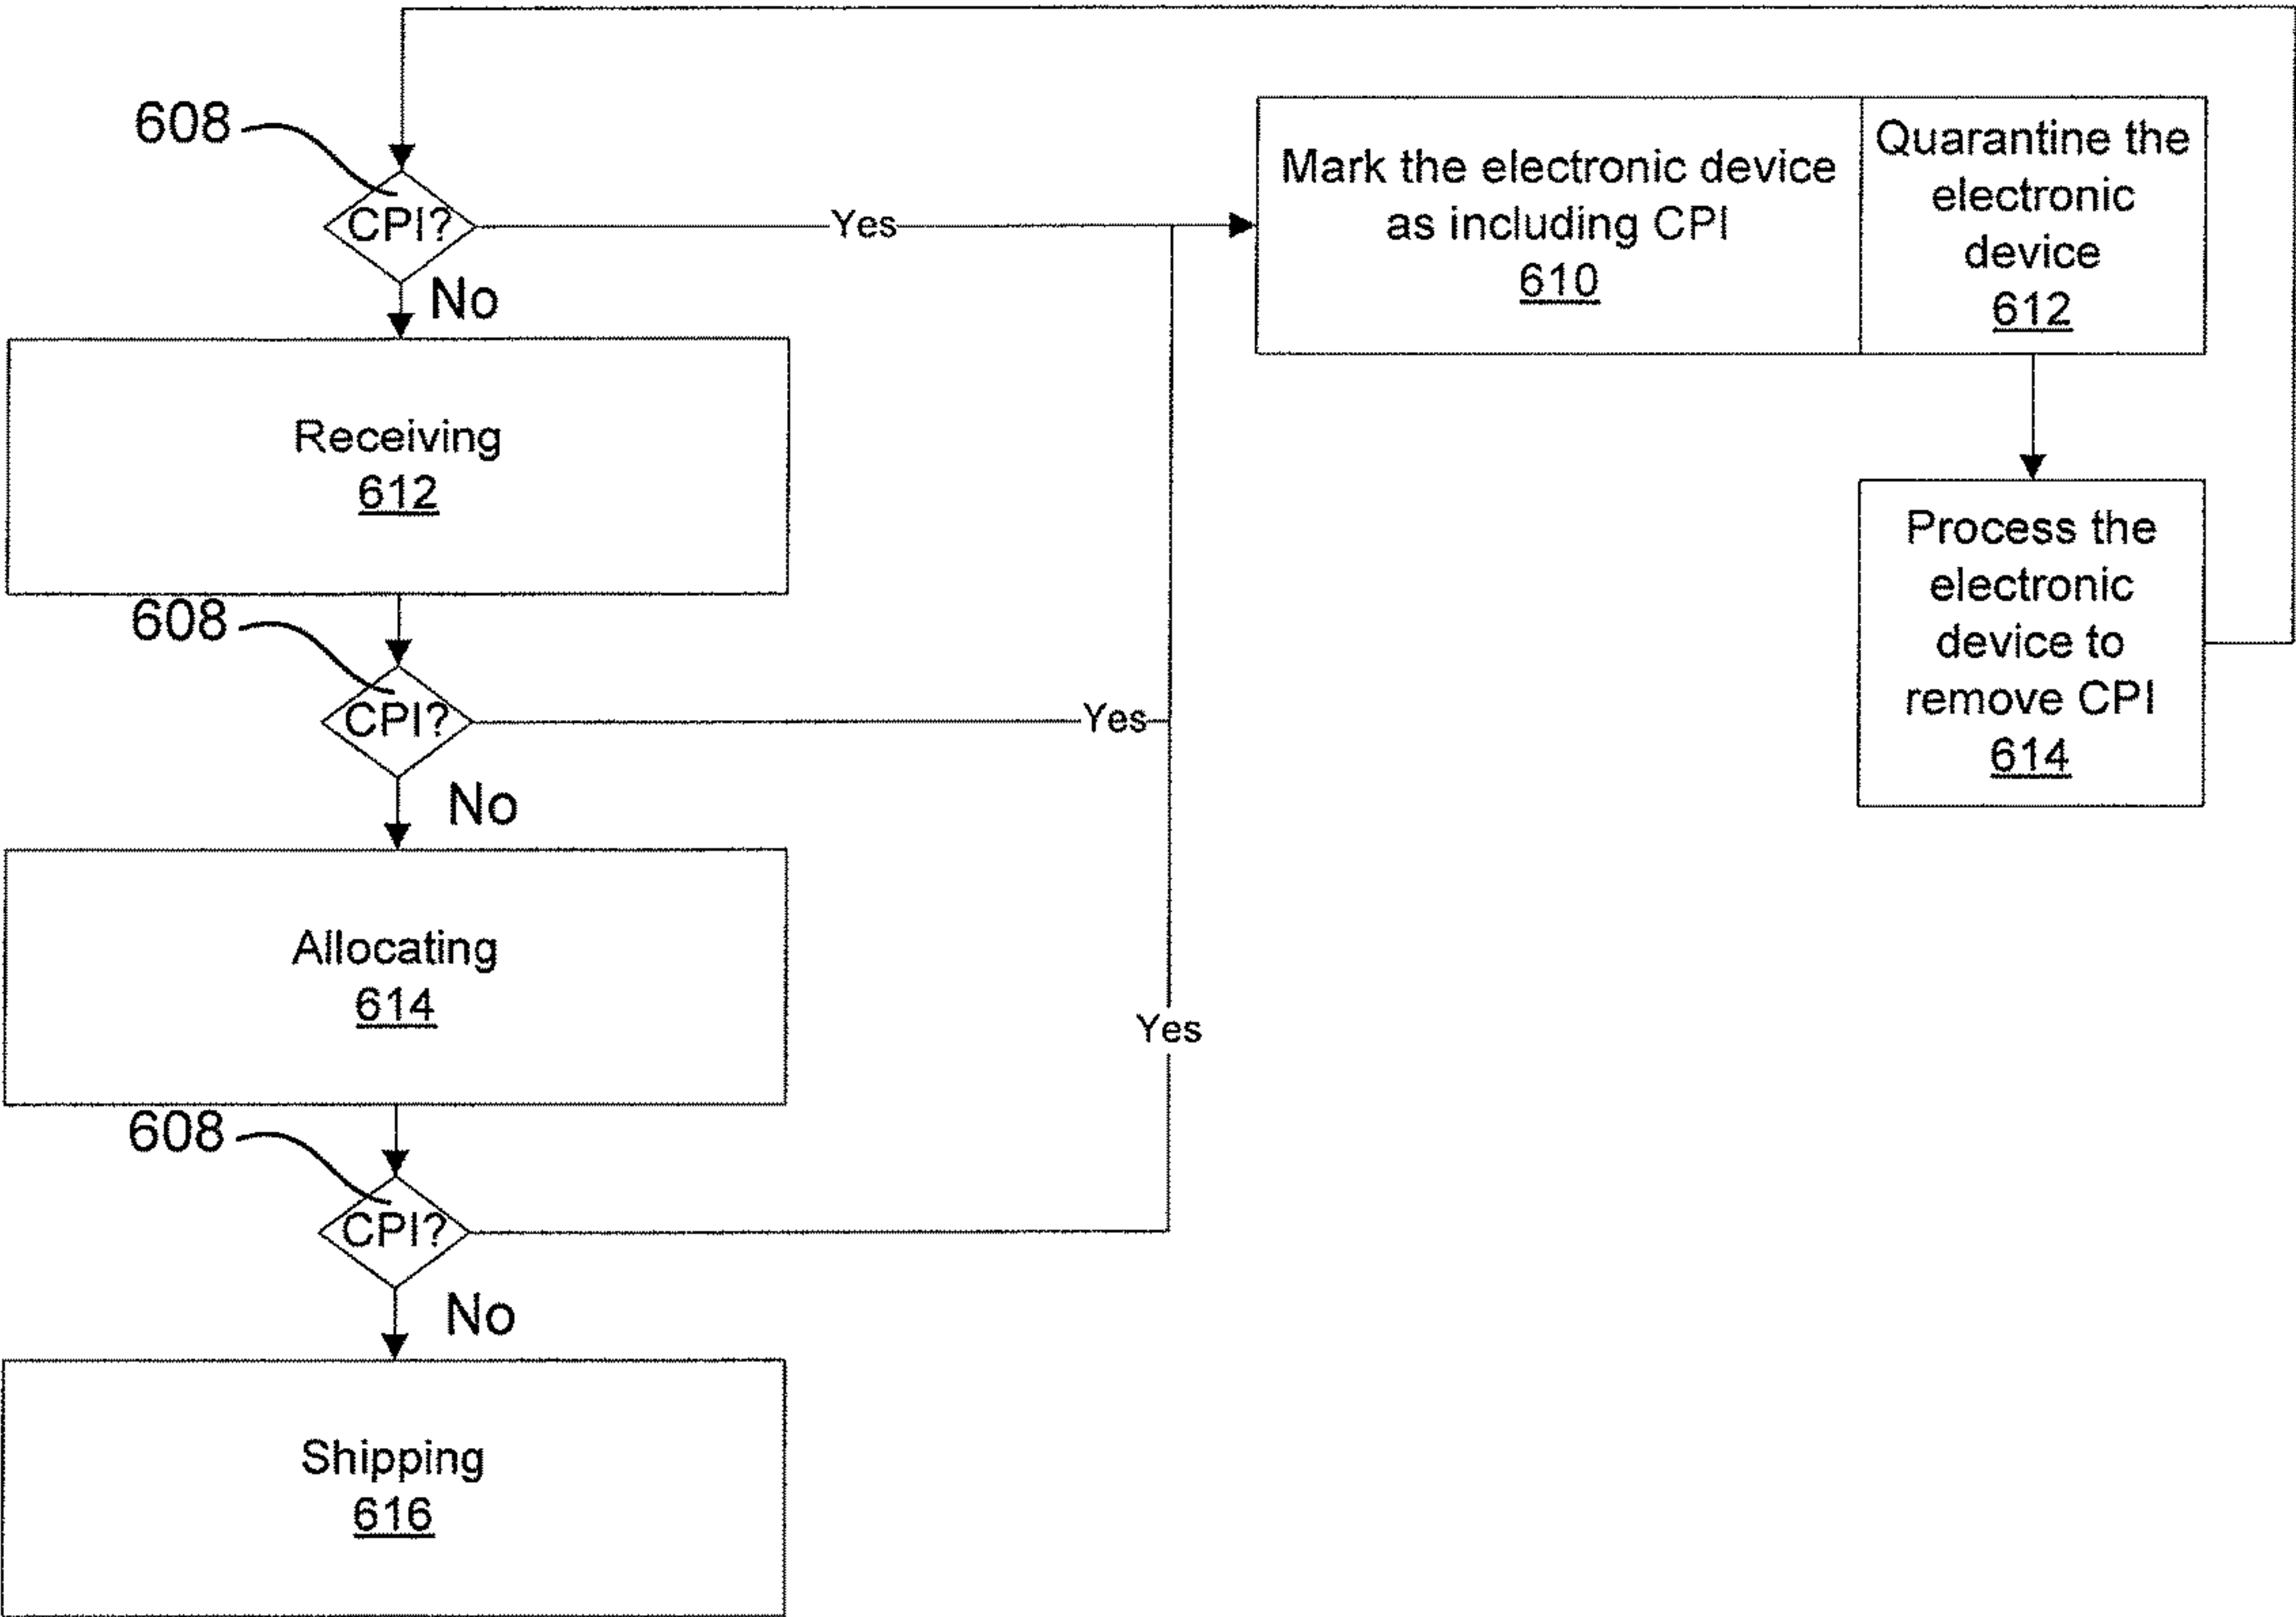 608
CPI?
Yes
No
Mark the electronic device
as including CPI
610
Quarantine the
electronic
device
612
Receiving
612
Process the
electronic
device to
remove CPI
614
608
CPI?
Yes
No
Allocating
614
Yes
608
CPI?
No
Shipping
616